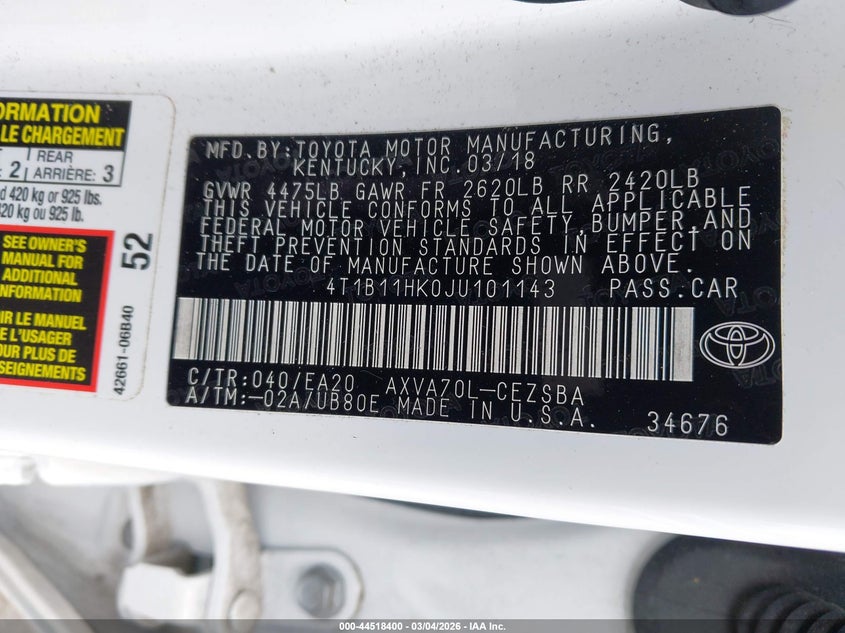 ORMATION
LE CHARGEMENT
2 REAR ARRIÈRE: 3
420 kg or 925 lbs.
420 kg ou 925 lb.
SEE OWNER'S
MANUAL FOR
ADDITIONAL
INFORMATION
IR LE MANUEL
DE L'USAGER
POUR PLUS DE
SEIGNEMENTS
52
42661-06B40
MFD.BY:TOYOTA MOTOR MANUFACTURING,
KENTUCKY,INC.03/18
GVWR 4475LB GAWR FR 2620LB RR 2420LB
THIS VEHICLE CONFORMS TO ALL APPLICABLE
FEDERAL MOTOR VEHICLE SAFETY,BUMPER,AND
THEFT PREVENTION STANDARDS IN EFFECT ON
THE DATE OF MANUFACTURE SHOWN ABOVE.
4T1B11HK0JU101143 PASS.CAR
C/TR:040/EA20 AXVA70L-CEZSBA
A/TM:-02A/UB80E MADE IN U.S.A.
34676
000-44518400 - 03/04/2026 - IAA Inc.